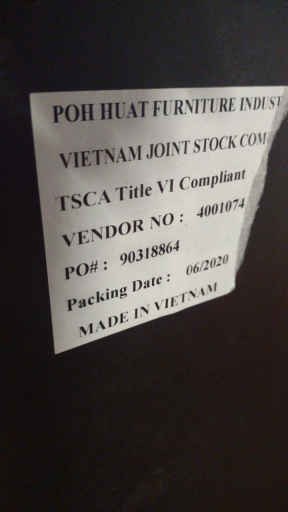 POH HUAT FURNITURE INDUST
VIETNAM JOINT STOCK COM
TSCA Title VI Compliant
VENDOR NO : 4001074
PO# : 90318864
Packing Date : 06/2020
MADE IN VIETNAM